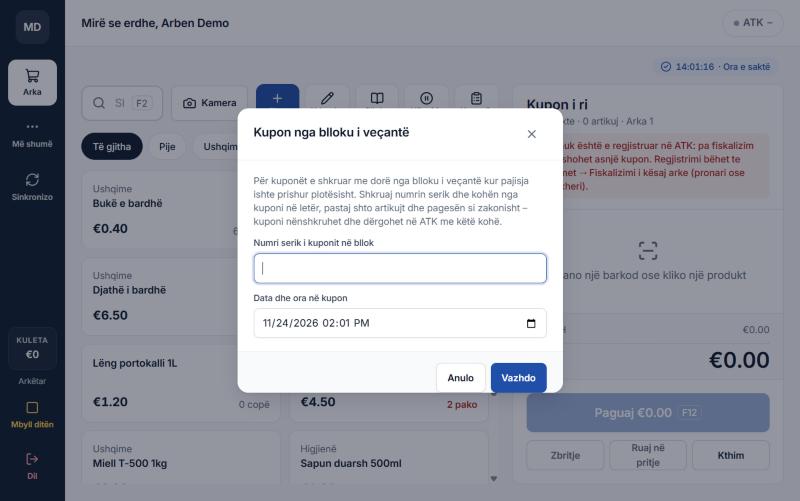 MD
Mirë se erdhe, Arben Demo
ATK –
Arka
Më shumë
Sinkronizo
KULETA
€0
Arkëtar
Mbyll ditën
Dil
14:01:16 · Ora e saktë
F2
Kamera
Të gjitha
Pije
Ushqime
Bukë e bardhë
€0.40
Ushqime
Djathë i bardhë
€6.50
Lëng portokalli 1L
€1.20
0 copë
€4.50
2 pako
Ushqime
Miell T-500 1kg
Higjienë
Sapun duarsh 500ml
Kupon nga blloku i veçantë
Për kuponët e shkruar me dorë nga blloku i veçantë kur pajisja
ishte prishur plotësisht. Shkruaj numrin serik dhe kohën nga
kuponi në letër, pastaj shto artikujt dhe pagesën si zakonisht –
kuponi nënshkruhet dhe dërgohet në ATK me këtë kohë.
Numri serik i kuponit në bllok
Data dhe ora në kupon
11/24/2026 02:01 PM
Anulo
Vazhdo
Kupon i ri
· 0 artikuj · Arka 1
nuk është e regjistruar në ATK: pa fiskalizim
asnjë kupon. Regjistrimi bëhet te
→ Fiskalizimi i kësaj arke (pronari ose
një barkod ose kliko një produkt
€0.00
€0.00
Paguaj €0.00 F12
Zbritje
Ruaj në
pritje
Kthim